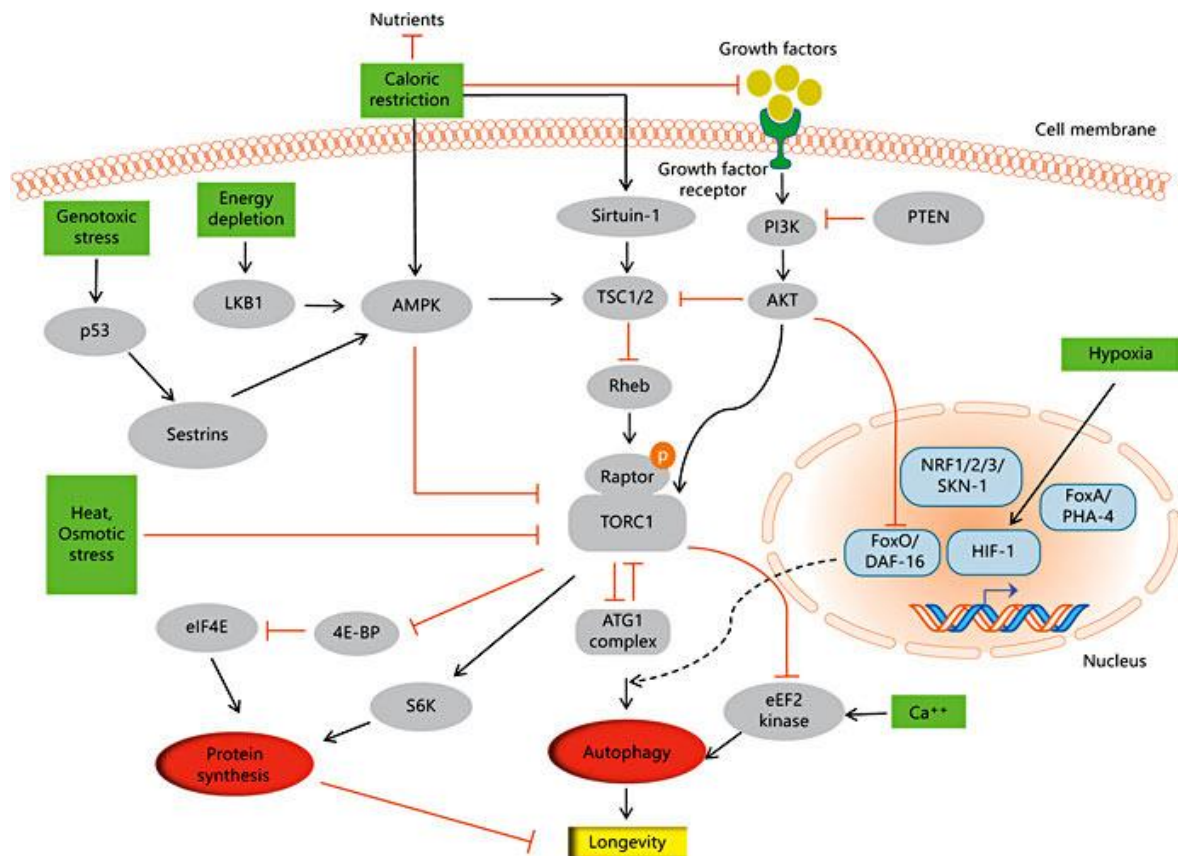 Nutrients
Growth factors
Caloric
restriction
Cell membrane
Growth factor
receptor
Genotoxic
stress
Energy
depletion
Sirtuin-1
PI3K
PTEN
LKB1
AMPK
TSC1/2
AKT
p53
Hypoxia
Rheb
Sestrins
P
Raptor
TORC1
NRF1/2/3/
SKN-1
FoxA/
PHA-4
Heat,
Osmotic
stress
FoxO/
DAF-16
HIF-1
eIF4E
4E-BP
ATG1
complex
Nucleus
S6K
eEF2
kinase
Ca++
Protein
synthesis
Autophagy
Longevity